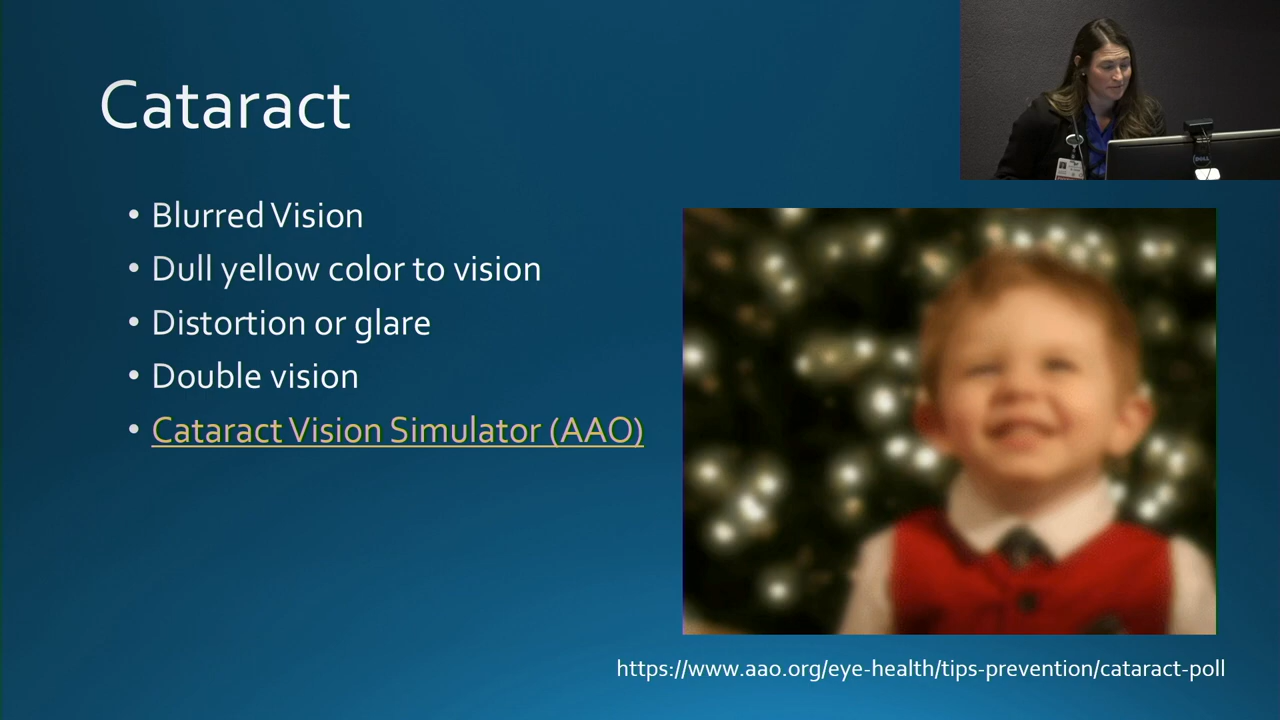 Cataract
• Blurred Vision
• Dull yellow color to vision
• Distortion or glare
• Double vision
• Cataract Vision Simulator (AAO)
https://www.aao.org/eye-health/tips-prevention/cataract-poll
DELL